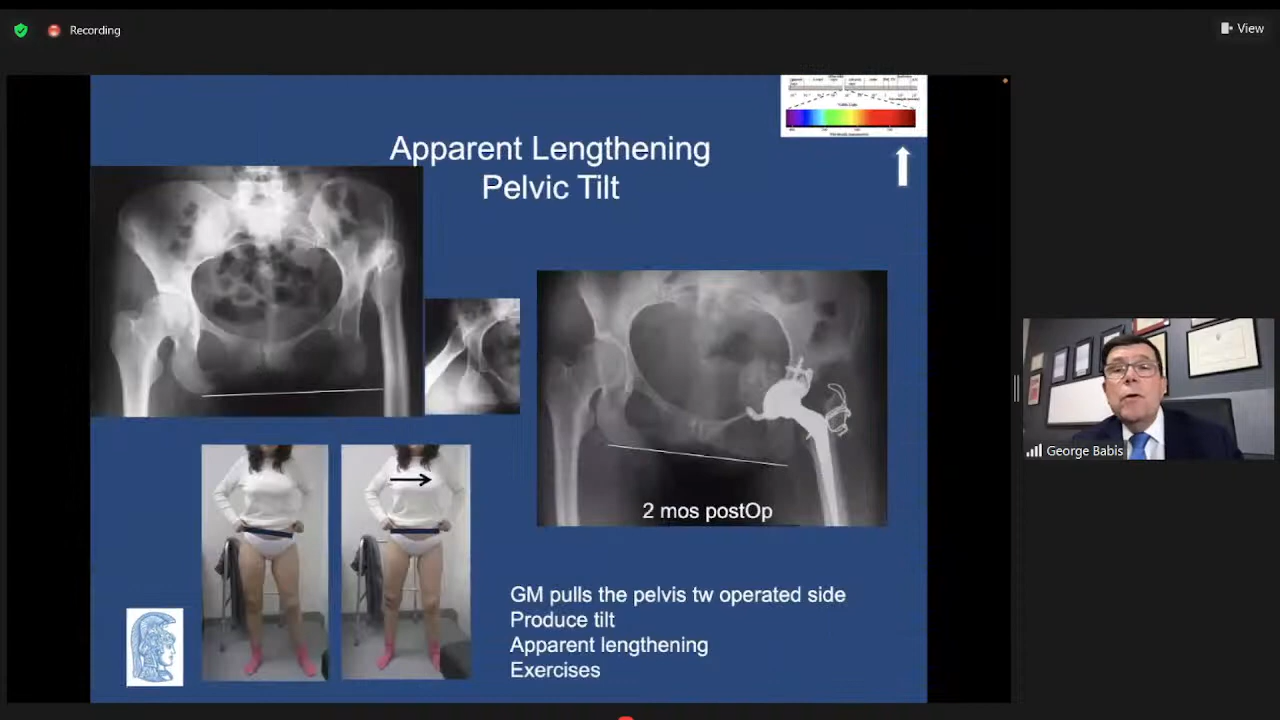 Recording
View
Apparent Lengthening
Pelvic Tilt
2 mos postOp
George Babis
GM pulls the pelvis tw operated side
Produce tilt
Apparent lengthening
Exercises